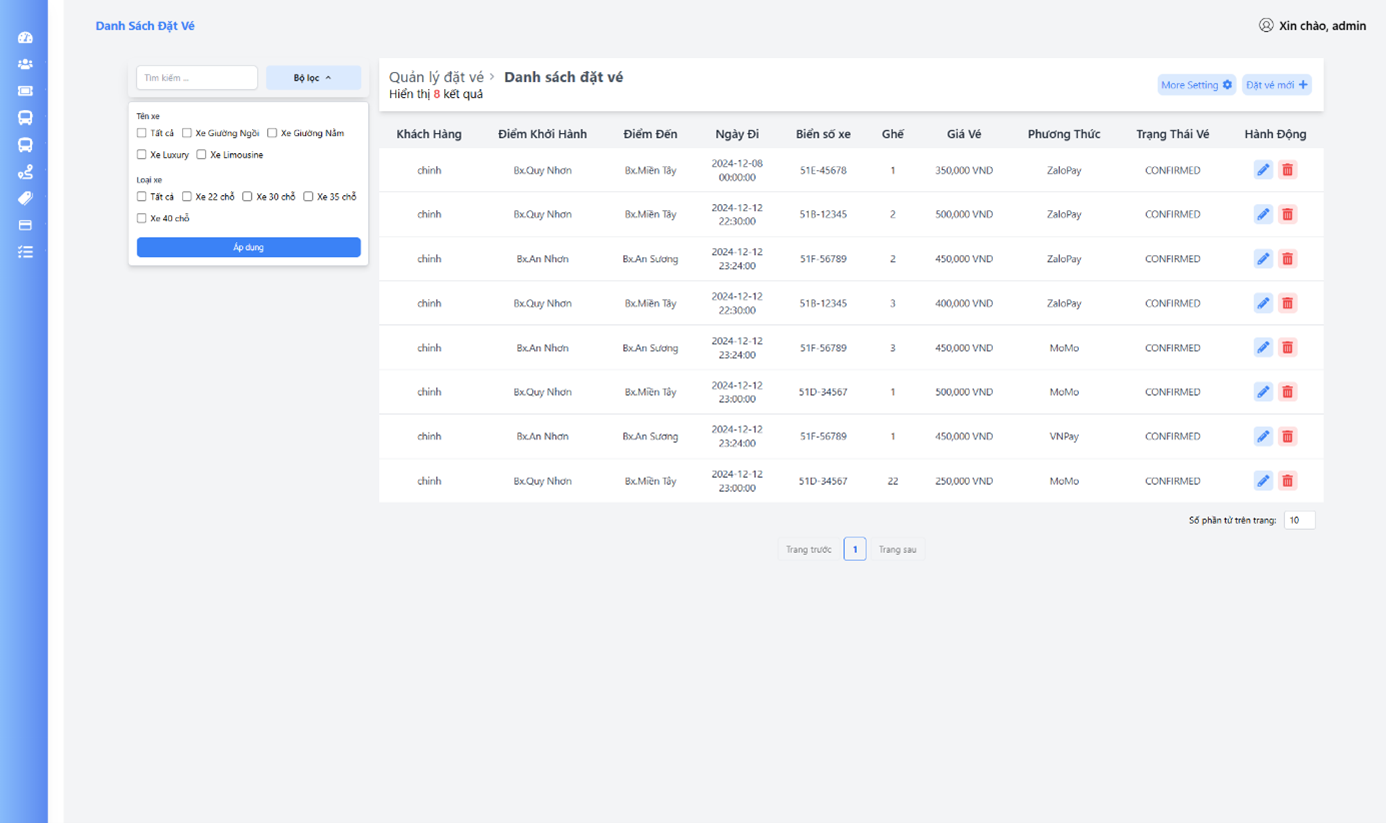 Danh Sách Đặt Vé
Xin chào, admin
Tìm kiếm ...
Bộ lọc
Tên xe
Tất cả Xe Giường Ngồi Xe Giường Nằm
Xe Luxury Xe Limousine
Loại xe
Tất cả Xe 22 chỗ Xe 30 chỗ Xe 35 chỗ
Xe 40 chỗ
Áp dụng
Quản lý đặt vé › Danh sách đặt vé
Hiển thị 8 kết quả
More Setting
Đặt vé mới +
Khách Hàng Điểm Khởi Hành Điểm Đến Ngày Đi Biển số xe Ghế Giá Vé Phương Thức Trạng Thái Vé Hành Động
chinh Bx.Quy Nhơn Bx.Miền Tây 2024-12-08 00:00:00 51E-45678 1 350,000 VND ZaloPay CONFIRMED
chinh Bx.Quy Nhơn Bx.Miền Tây 2024-12-12 22:30:00 51B-12345 2 500,000 VND ZaloPay CONFIRMED
chinh Bx.An Nhơn Bx.An Sương 2024-12-12 23:24:00 51F-56789 2 450,000 VND ZaloPay CONFIRMED
chinh Bx.Quy Nhơn Bx.Miền Tây 2024-12-12 22:30:00 51B-12345 3 400,000 VND ZaloPay CONFIRMED
chinh Bx.An Nhơn Bx.An Sương 2024-12-12 23:24:00 51F-56789 3 450,000 VND MoMo CONFIRMED
chinh Bx.Quy Nhơn Bx.Miền Tây 2024-12-12 23:00:00 51D-34567 1 500,000 VND MoMo CONFIRMED
chinh Bx.An Nhơn Bx.An Sương 2024-12-12 23:24:00 51F-56789 1 450,000 VND VNPay CONFIRMED
chinh Bx.Quy Nhơn Bx.Miền Tây 2024-12-12 23:00:00 51D-34567 22 250,000 VND MoMo CONFIRMED
Số phần tử trên trang: 10
Trang trước 1 Trang sau